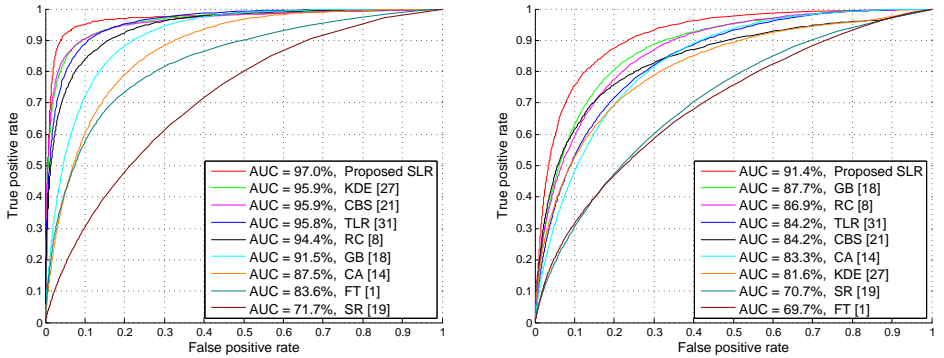 1
0.9
0.8
0.7
0.6
0.5
0.4
0.3
0.2
0.1
0
True positive rate
0 0.1 0.2 0.3 0.4 0.5 0.6 0.7 0.8 0.9 1
False positive rate
AUC = 97.0%, Proposed SLR
AUC = 95.9%, KDE [27]
AUC = 95.9%, CBS [21]
AUC = 95.8%, TLR [31]
AUC = 94.4%, RC [8]
AUC = 91.5%, GB [18]
AUC = 87.5%, CA [14]
AUC = 83.6%, FT [1]
AUC = 71.7%, SR [19]
1
0.9
0.8
0.7
0.6
0.5
0.4
0.3
0.2
0.1
0
True positive rate
0 0.1 0.2 0.3 0.4 0.5 0.6 0.7 0.8 0.9 1
False positive rate
AUC = 91.4%, Proposed SLR
AUC = 87.7%, GB [18]
AUC = 86.9%, RC [8]
AUC = 84.2%, TLR [31]
AUC = 84.2%, CBS [21]
AUC = 83.3%, CA [14]
AUC = 81.6%, KDE [27]
AUC = 70.7%, SR [19]
AUC = 69.7%, FT [1]